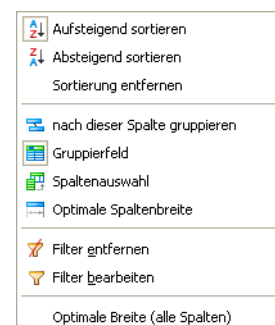 Aufsteigend sortieren
Absteigend sortieren
Sortierung entfernen
nach dieser Spalte gruppieren
Gruppierfeld
Spaltenauswahl
Optimale Spaltenbreite
Filter entfernen
Filter bearbeiten
Optimale Breite (alle Spalten)